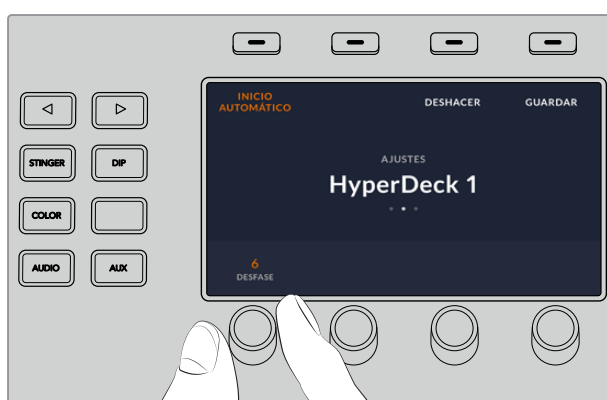 INICIO
AUTOMÁTICO
DESHACER
GUARDAR
AJUSTES
HyperDeck 1
6
DESFASE
STINGER
DIP
COLOR
AUDIO
AUX